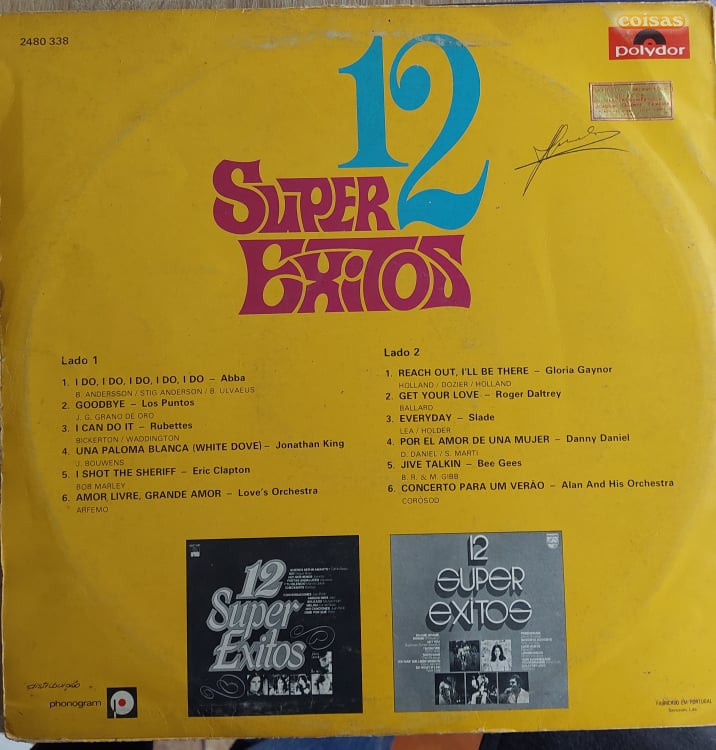 2480 338
coisas
polydor
12
SUPER
EXITOS
Lado 1
1. I DO, I DO, I DO, I DO, I DO – Abba
B. ANDERSSON / STIG ANDERSON / B. ULVAEUS
2. GOODBYE – Los Puntos
J. G. GRANO DE ORO
3. I CAN DO IT – Rubettes
BICKERTON / WADDINGTON
4. UNA PALOMA BLANCA (WHITE DOVE) – Jonathan King
J. BOUWENS
5. I SHOT THE SHERIFF – Eric Clapton
BOB MARLEY
6. AMOR LIVRE, GRANDE AMOR – Love's Orchestra
ARFEMO
Lado 2
1. REACH OUT, I'LL BE THERE – Gloria Gaynor
HOLLAND / DOZIER / HOLLAND
2. GET YOUR LOVE – Roger Daltrey
BALLARD
3. EVERYDAY – Slade
LEA / HOLDER
4. POR EL AMOR DE UNA MUJER – Danny Daniel
D. DANIEL / S. MARTI
5. JIVE TALKIN – Bee Gees
B. R. & M. GIBB
6. CONCERTO PARA UM VERÃO – Alan And His Orchestra
COROSOD
12
Super
Exitos
12
SUPER
EXITOS
distribuição
phonogram
FABRICADO EM PORTUGAL